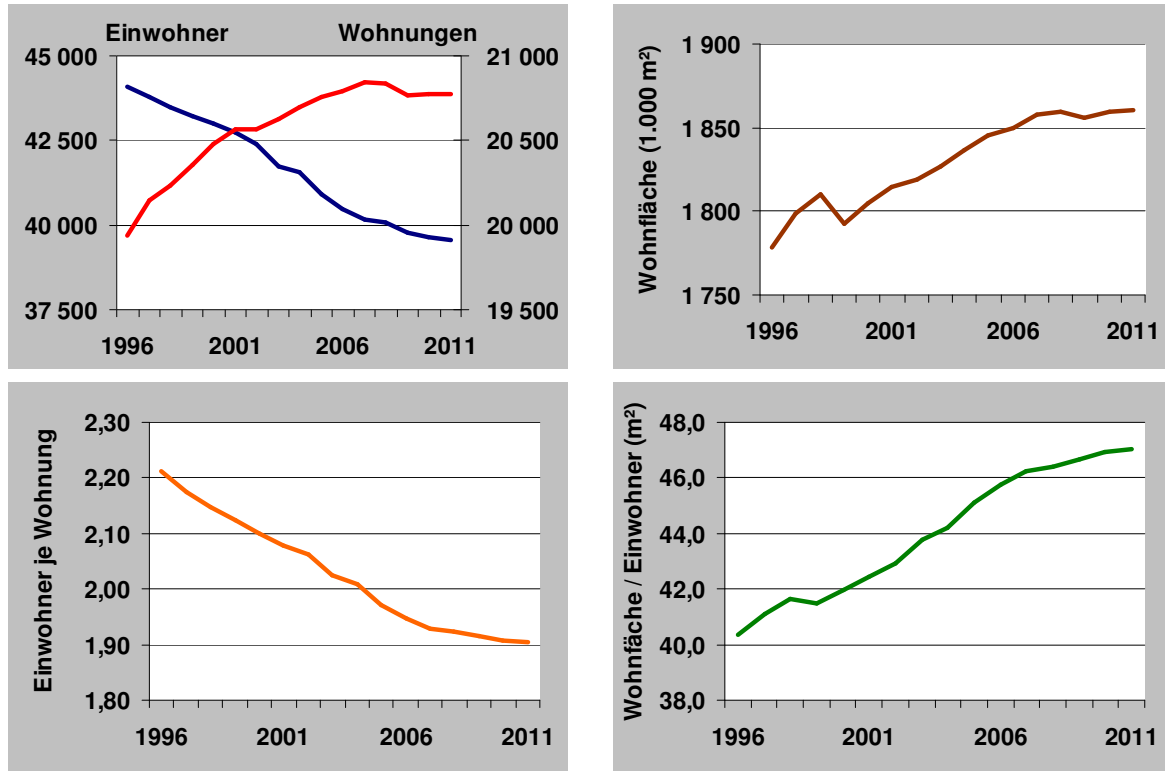 Einwohner Wohnungen
45 000 21 000
42 500 20 500
40 000 20 000
37 500 19 500
1996 2001 2006 2011
Wohnfläche (1.000 m²)
1 900
1 850
1 800
1 750
1996 2001 2006 2011
Einwohner je Wohnung
2,30
2,20
2,10
2,00
1,90
1,80
1996 2001 2006 2011
Wohnfäche / Einwohner (m²)
48,0
46,0
44,0
42,0
40,0
38,0
1996 2001 2006 2011